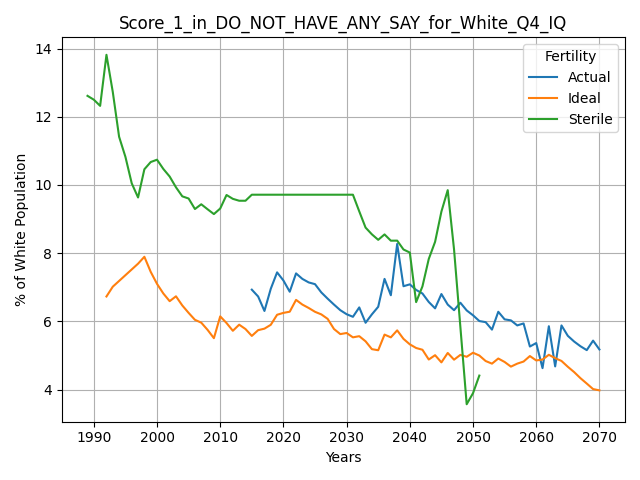 Score_1_in_DO_NOT_HAVE_ANY_SAY_for_White_Q4_IQ
Fertility
Actual
Ideal
Sterile
% of White Population
14
12
10
8
6
4
1990 2000 2010 2020 2030 2040 2050 2060 2070
Years